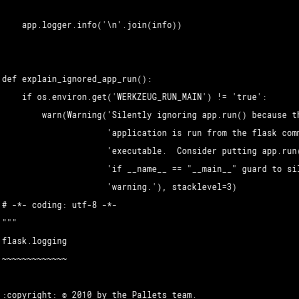 app.logger.info('\n'.join(info))
def explain_ignored_app_run():
if os.environ.get('WERKZEUG_RUN_MAIN') != 'true':
warn(Warning('Silently ignoring app.run() because th
'application is run from the flask com
'executable.  Consider putting app.run(
'if __name__ == "__main__" guard to sil
'warning.'), stacklevel=3)
# -*- coding: utf-8 -*-
"""
flask.logging
~~~~~~~~~~~~~
:copyright: © 2010 by the Pallets team.